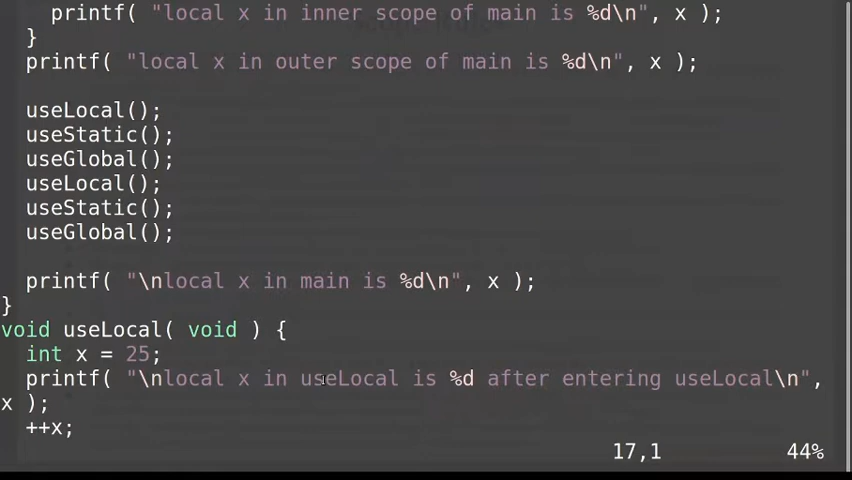 printf( "local x in inner scope of main is %d\n", x );
}
printf( "local x in outer scope of main is %d\n", x );
useLocal();
useStatic();
useGlobal();
useLocal();
useStatic();
useGlobal();
printf( "\nlocal x in main is %d\n", x );
}
void useLocal( void ) {
int x = 25;
printf( "\nlocal x in useLocal is %d after entering useLocal\n",
x );
++x;
17,1 44%